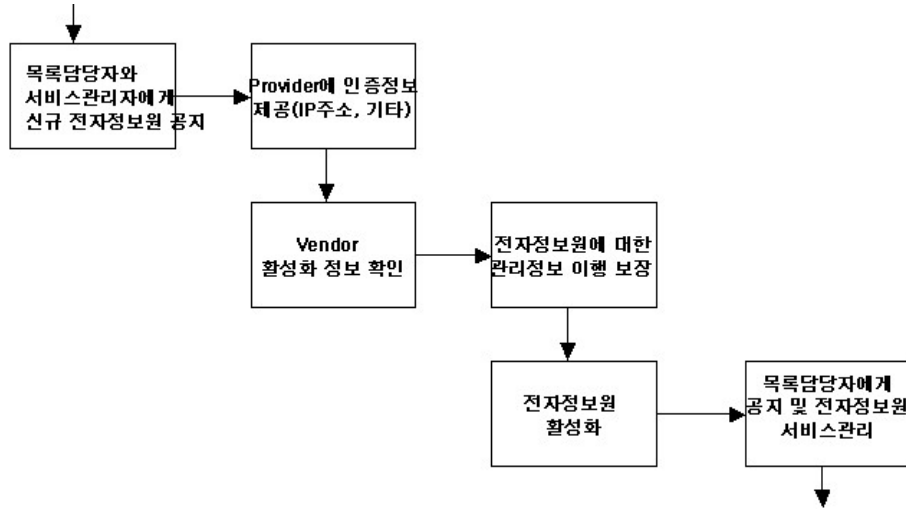 목록담당자와
서비스관리자에게
신규 전자정보원 공지
Provider에 인증정보
제공(IP주소, 기타)
Vendor
활성화 정보 확인
전자정보원에 대한
관리정보 이행 보장
전자정보원
활성화
목록담당자에게
공지 및 전자정보원
서비스관리